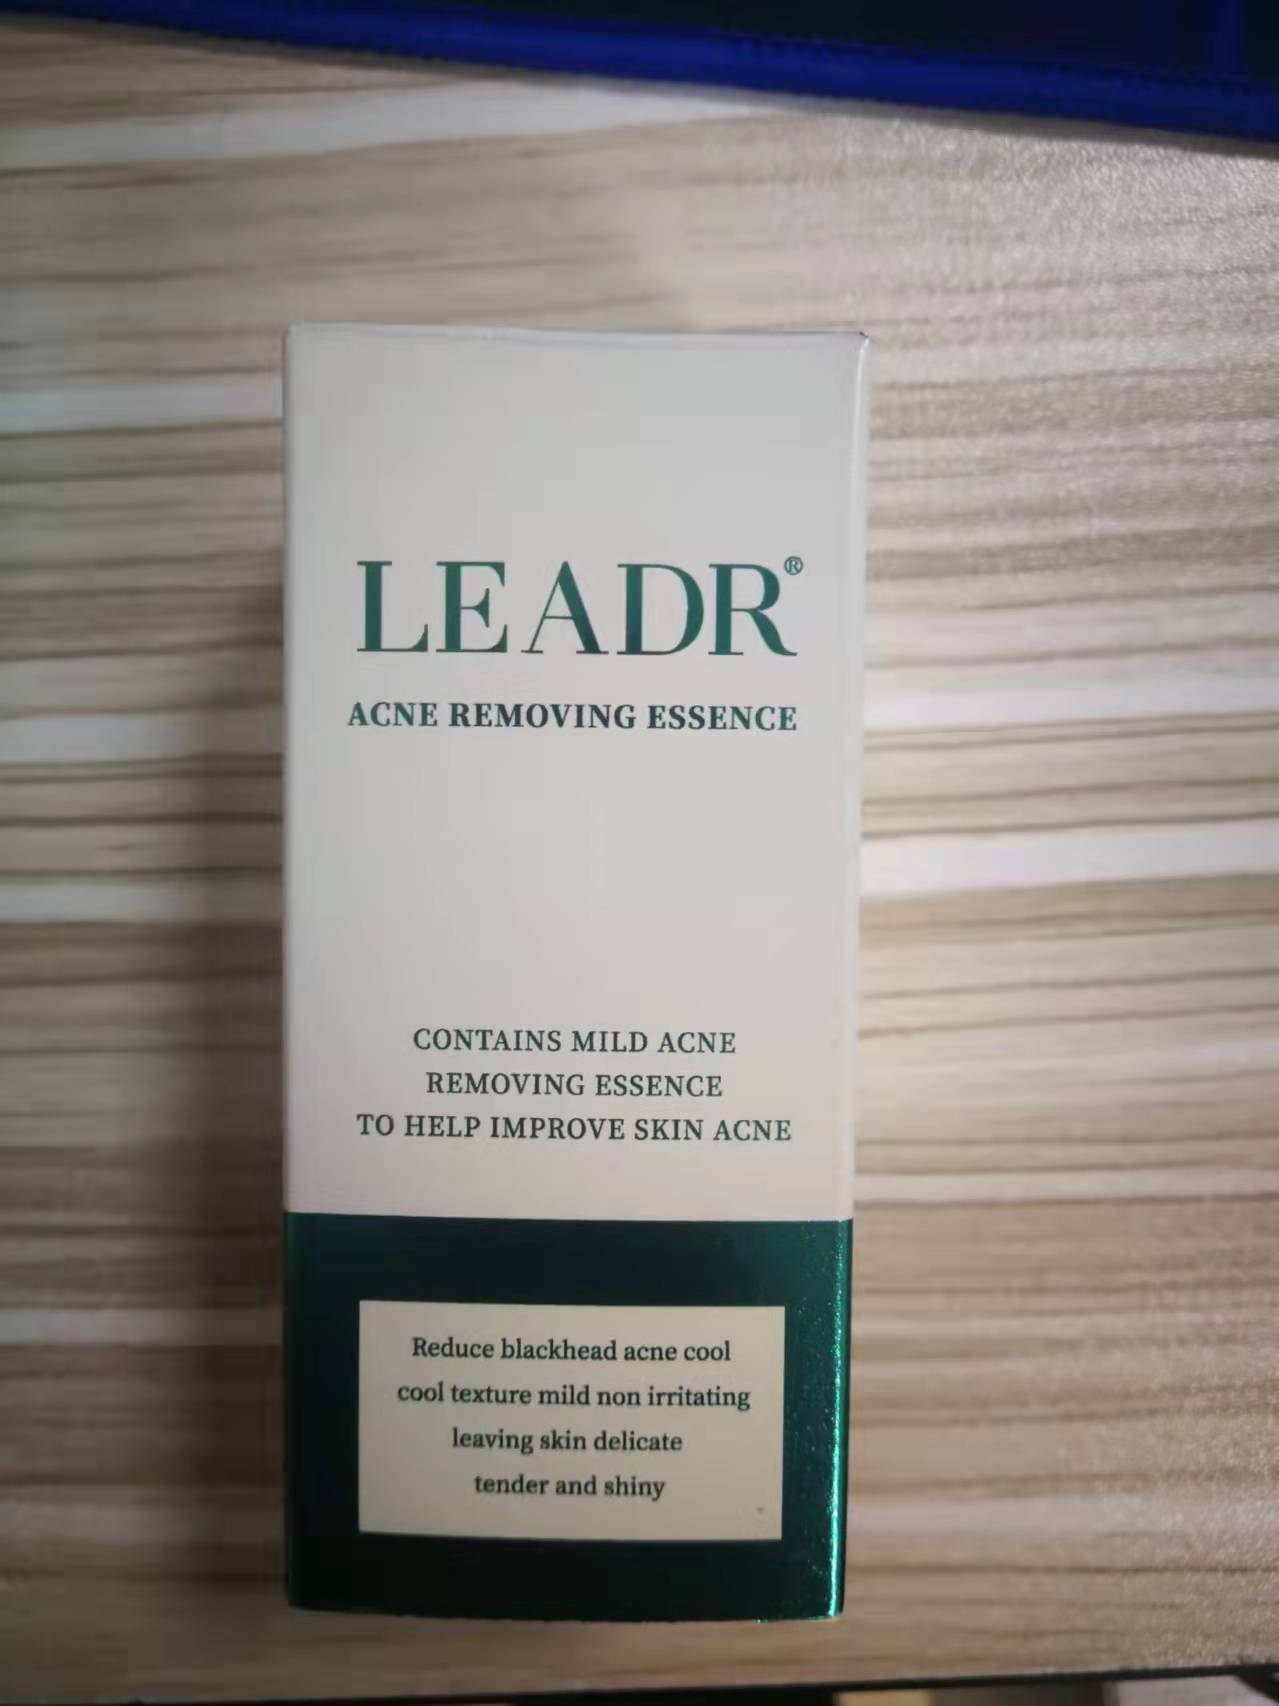 LEADR®
ACNE REMOVING ESSENCE
CONTAINS MILD ACNE
REMOVING ESSENCE
TO HELP IMPROVE SKIN ACNE
Reduce blackhead acne cool
cool texture mild non irritating
leaving skin delicate
tender and shiny